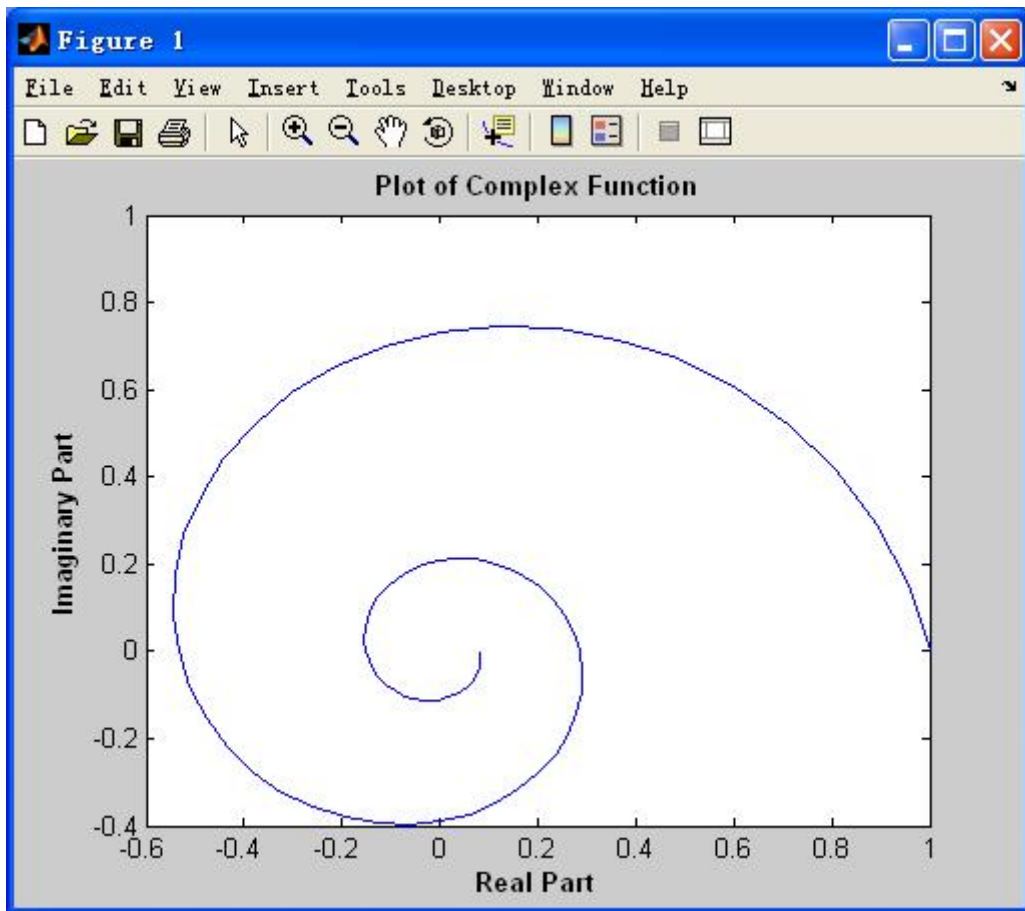 Figure 1
File Edit View Insert Tools Desktop Window Help
Plot of Complex Function
1
0.8
0.6
0.4
0.2
0
-0.2
-0.4
Imaginary Part
-0.6 -0.4 -0.2 0 0.2 0.4 0.6 0.8 1
Real Part